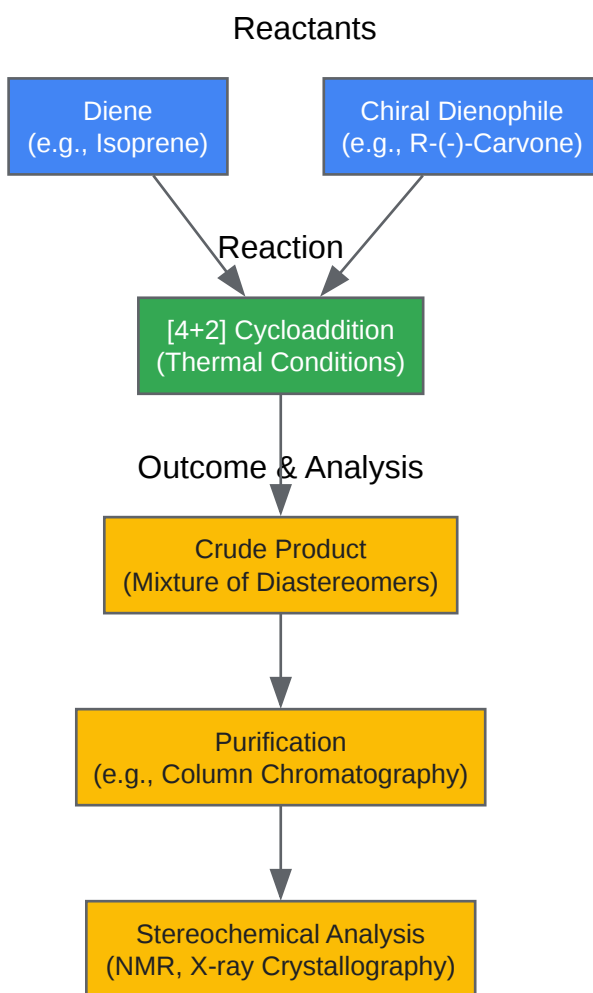 Reactants
Diene
(e.g., Isoprene)
Chiral Dienophile
(e.g., R-(-)-Carvone)
Reaction
[4+2] Cycloaddition
(Thermal Conditions)
Outcome & Analysis
Crude Product
(Mixture of Diastereomers)
Purification
(e.g., Column Chromatography)
Stereochemical Analysis
(NMR, X-ray Crystallography)